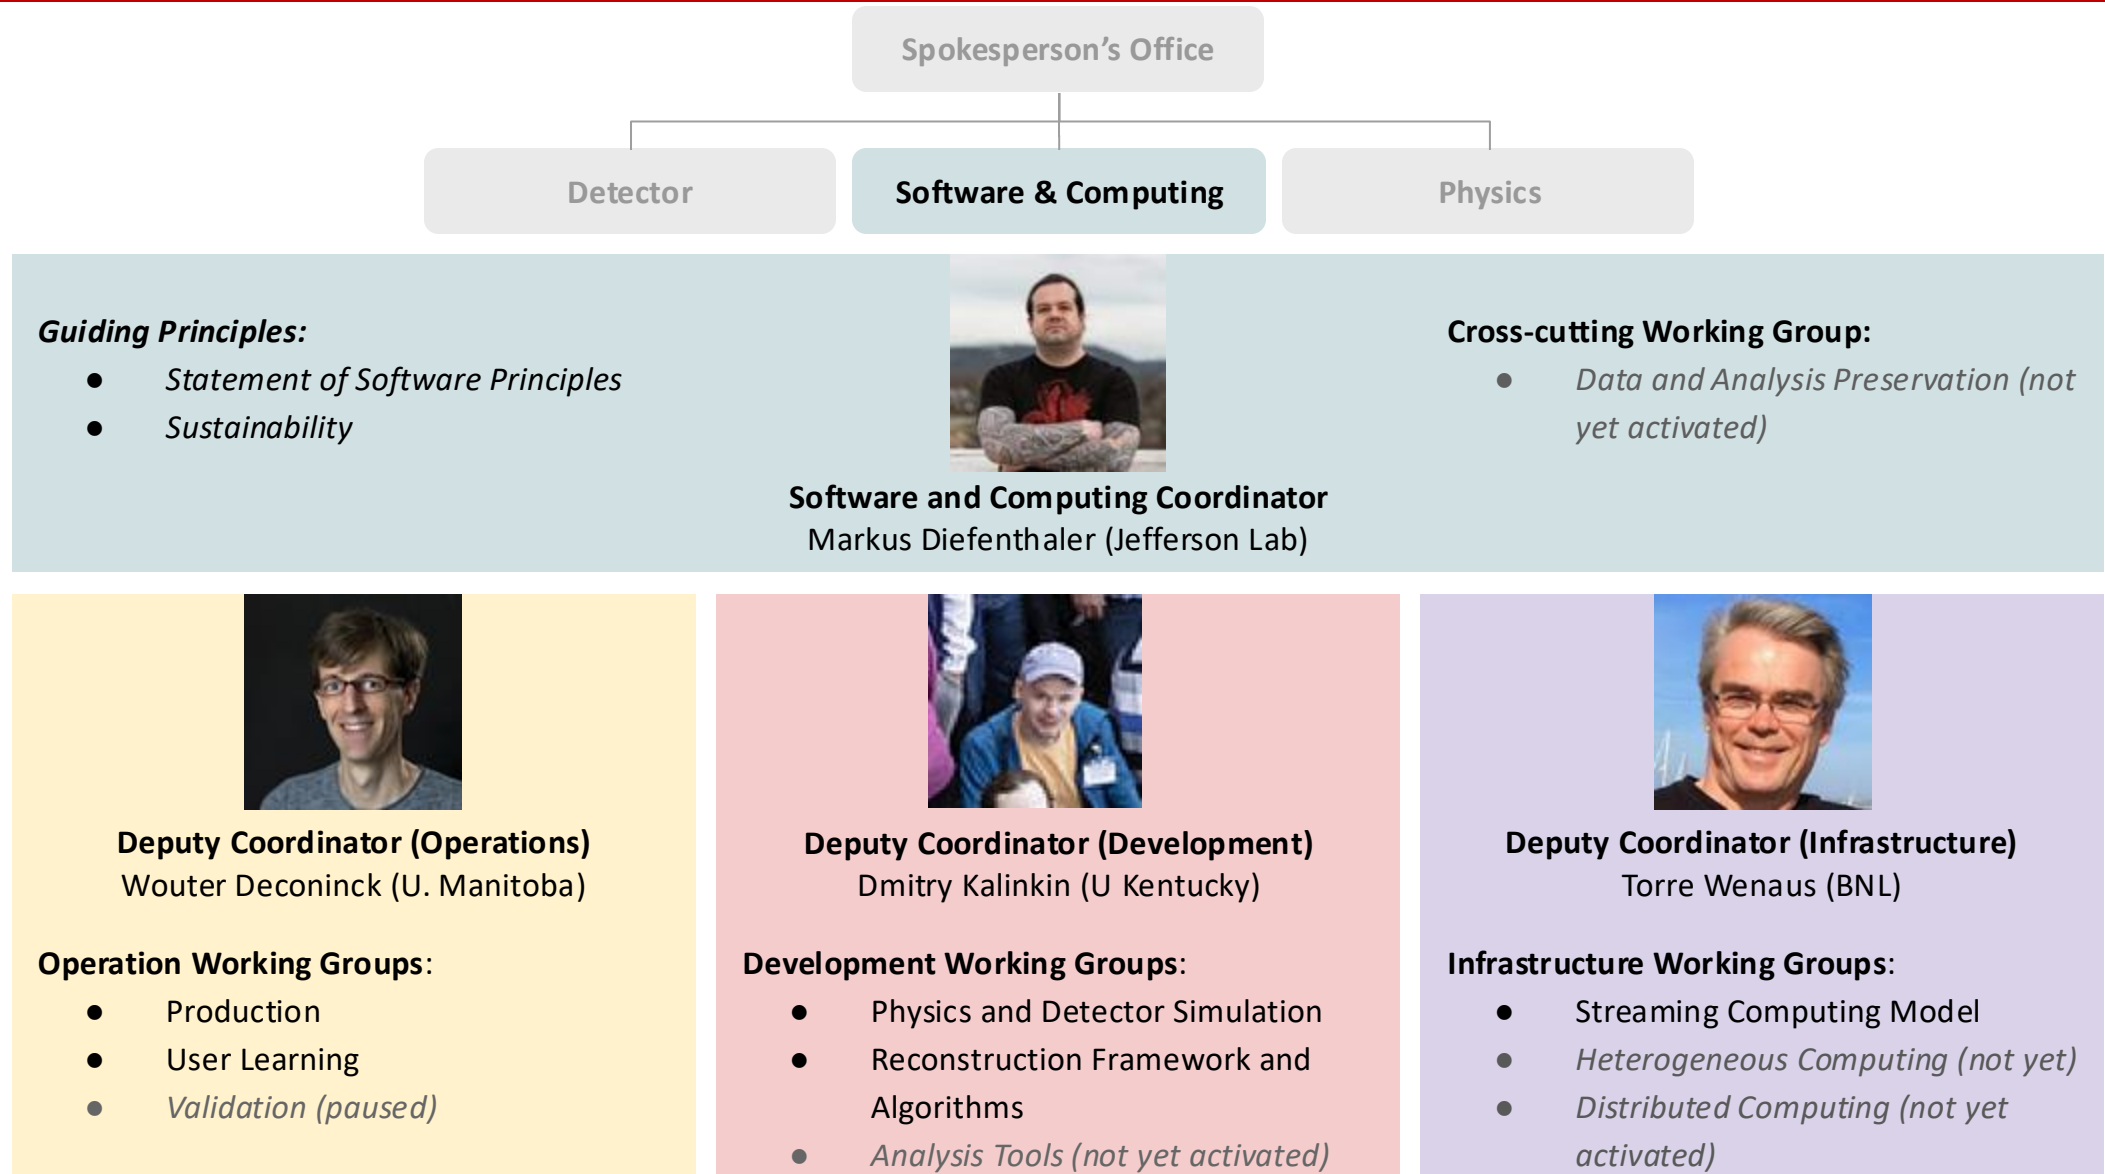 Spokesperson’s Office
Detector
Software & Computing
Physics
Guiding Principles:
● Statement of Software Principles
● Sustainability
Software and Computing Coordinator
Markus Diefenthaler (Jefferson Lab)
Cross-cutting Working Group:
● Data and Analysis Preservation (not
yet activated)
Deputy Coordinator (Operations)
Wouter Deconinck (U. Manitoba)
Operation Working Groups:
● Production
● User Learning
● Validation (paused)
Deputy Coordinator (Development)
Dmitry Kalinkin (U Kentucky)
Development Working Groups:
● Physics and Detector Simulation
● Reconstruction Framework and
Algorithms
● Analysis Tools (not yet activated)
Deputy Coordinator (Infrastructure)
Torre Wenaus (BNL)
Infrastructure Working Groups:
● Streaming Computing Model
● Heterogeneous Computing (not yet)
● Distributed Computing (not yet
activated)